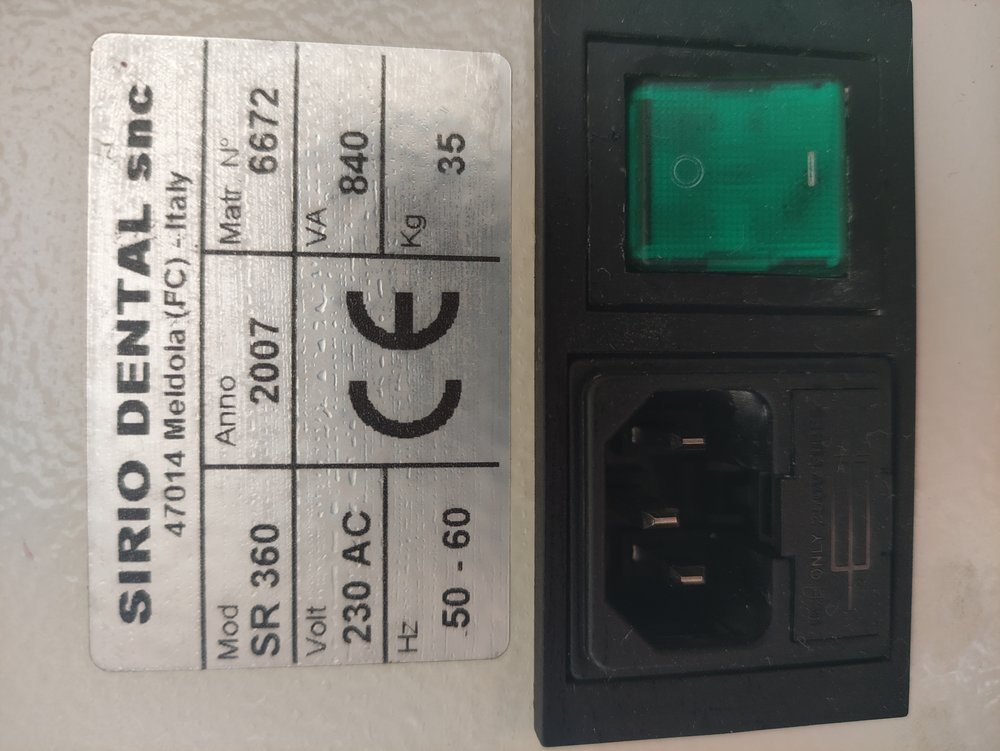 SIRIO DENTAL snc
47014 Meldola (FC) - Italy
Mod
SR 360
Anno
2007
Matr N°
6672
Volt
230 AC
VA
840
Hz
50 - 60
Kg
35
CE
ONLY